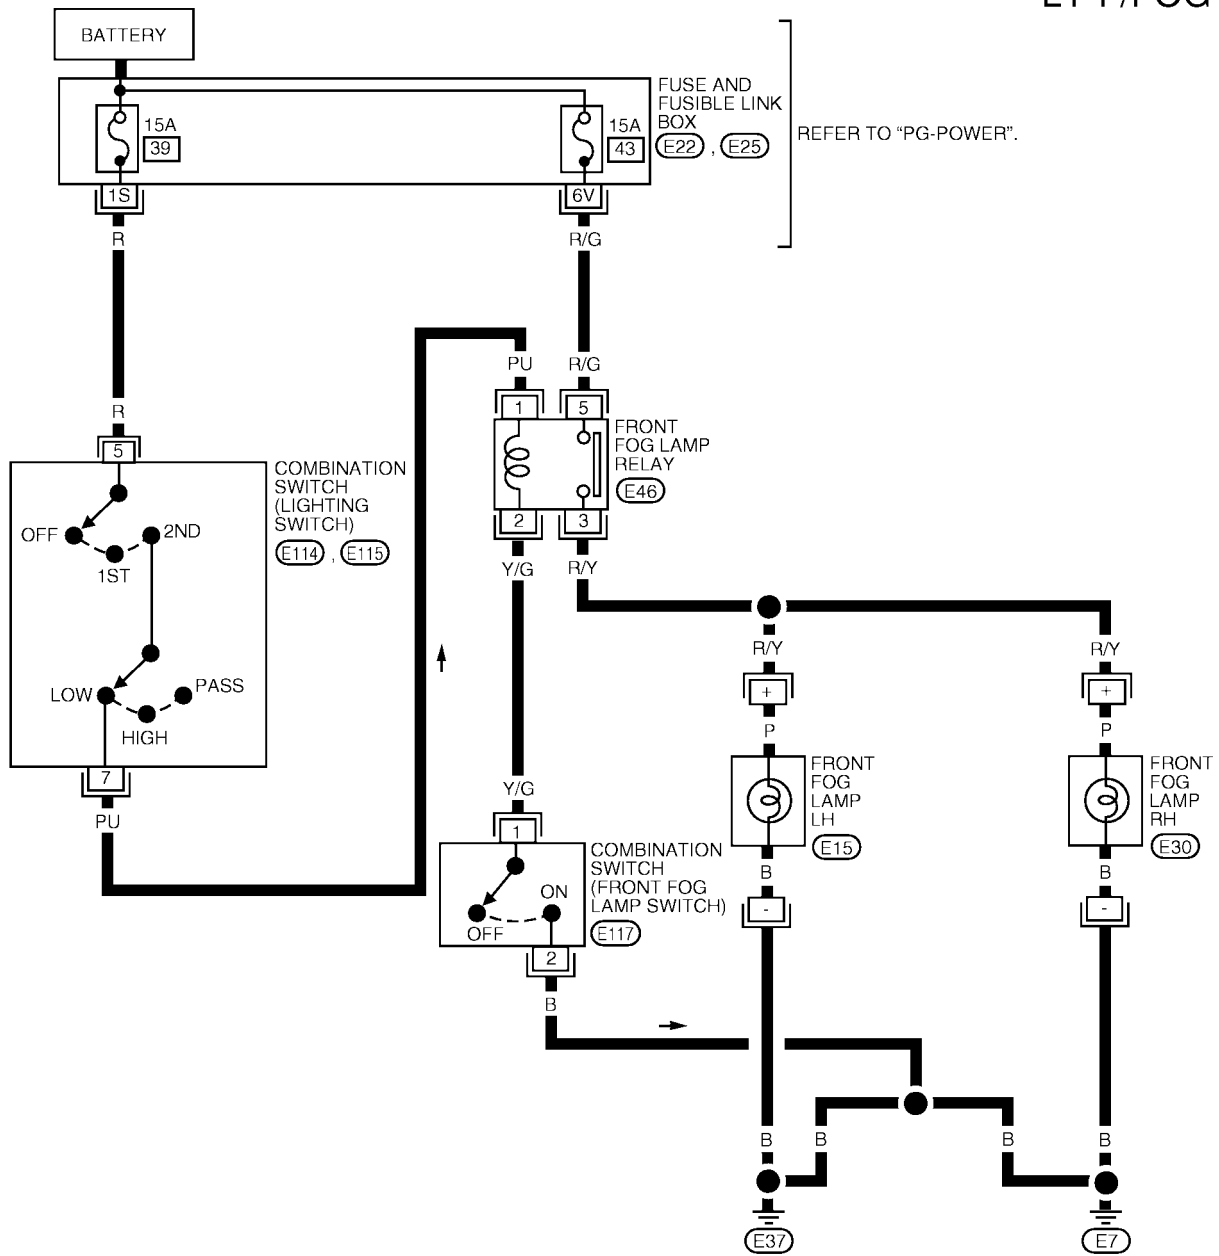 BATTERY
FUSE AND
FUSIBLE LINK
BOX
E22 , E25
15A
39
15A
43
REFER TO “PG-POWER”.
1S
6V
R
R/G
PU
R/G
1
5
FRONT
FOG LAMP
RELAY
E46
R
5
2
3
COMBINATION
SWITCH
(LIGHTING
SWITCH)
E114 , E115
OFF
1ST
2ND
LOW
HIGH
PASS
7
PU
Y/G
R/Y
R/Y
R/Y
+
+
P
P
FRONT
FOG
LAMP
LH
E15
FRONT
FOG
LAMP
RH
E30
Y/G
1
COMBINATION
SWITCH
(FRONT FOG
LAMP SWITCH)
E117
ON
OFF
2
B
B
B
-
-
B
B
B
B
E37
E7